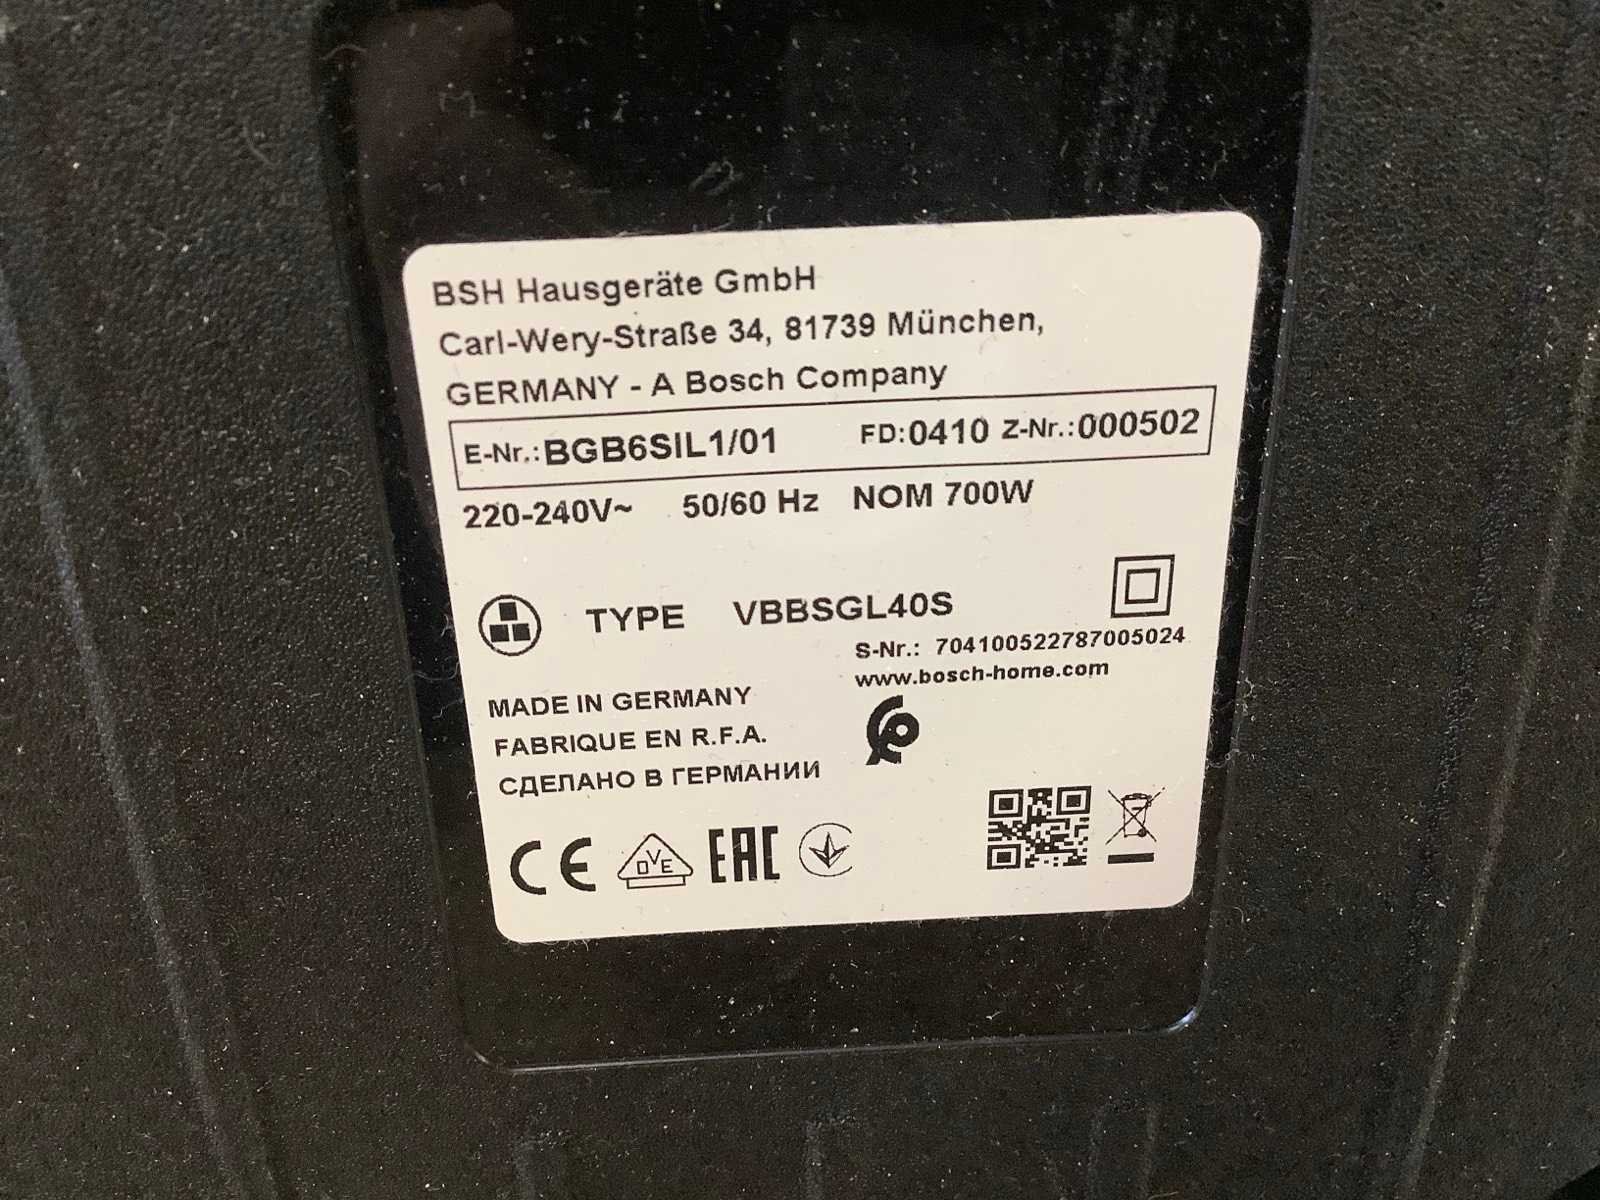 BSH Hausgeräte GmbH
Carl-Wery-Straße 34, 81739 München,
GERMANY - A Bosch Company
E-Nr.: BGB6SIL1/01 FD: 0410 Z-Nr.: 000502
220-240V~ 50/60 Hz NOM 700W
TYPE VBBSGL40S
S-Nr.: 704100522787005024
www.bosch-home.com
MADE IN GERMANY
FABRIQUE EN R.F.A.
СДЕЛАНО В ГЕРМАНИИ
CE OVE EAC